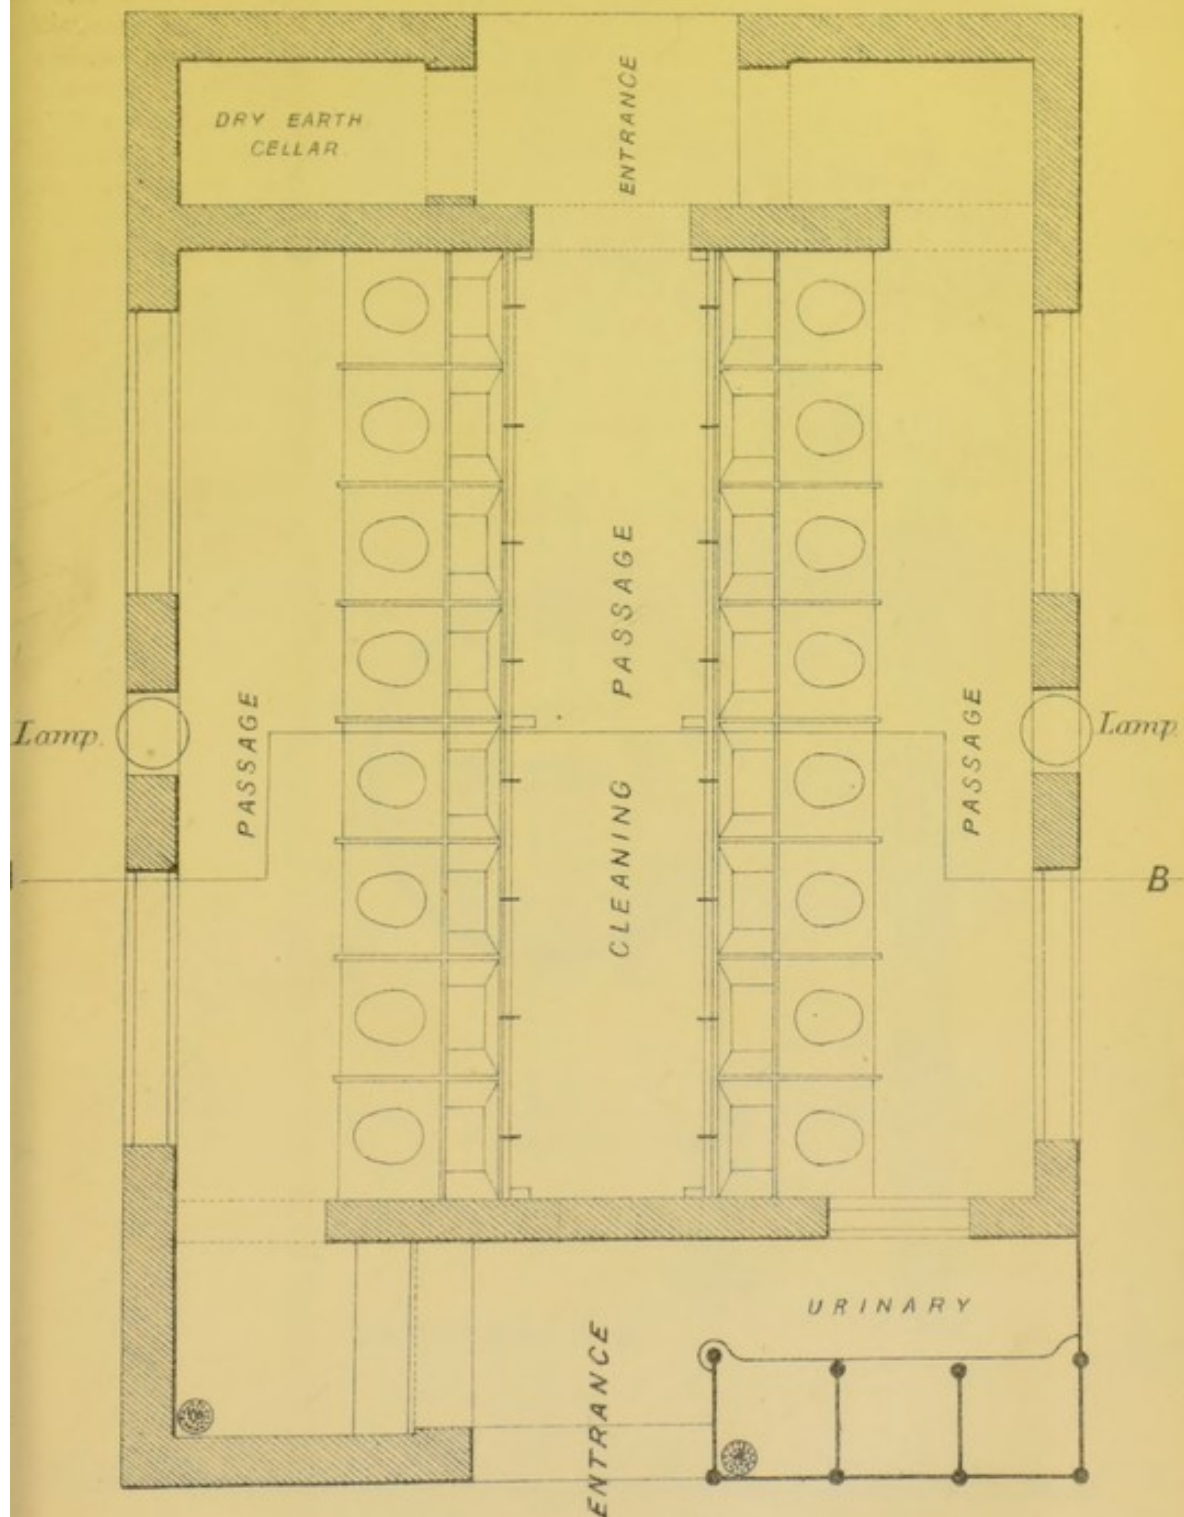 DRY EARTH
CELLAR
ENTRANCE
PASSAGE
CLEANING
Lamp.
PASSAGE
PASSAGE
Lamp.
B
URINARY
ENTRANCE